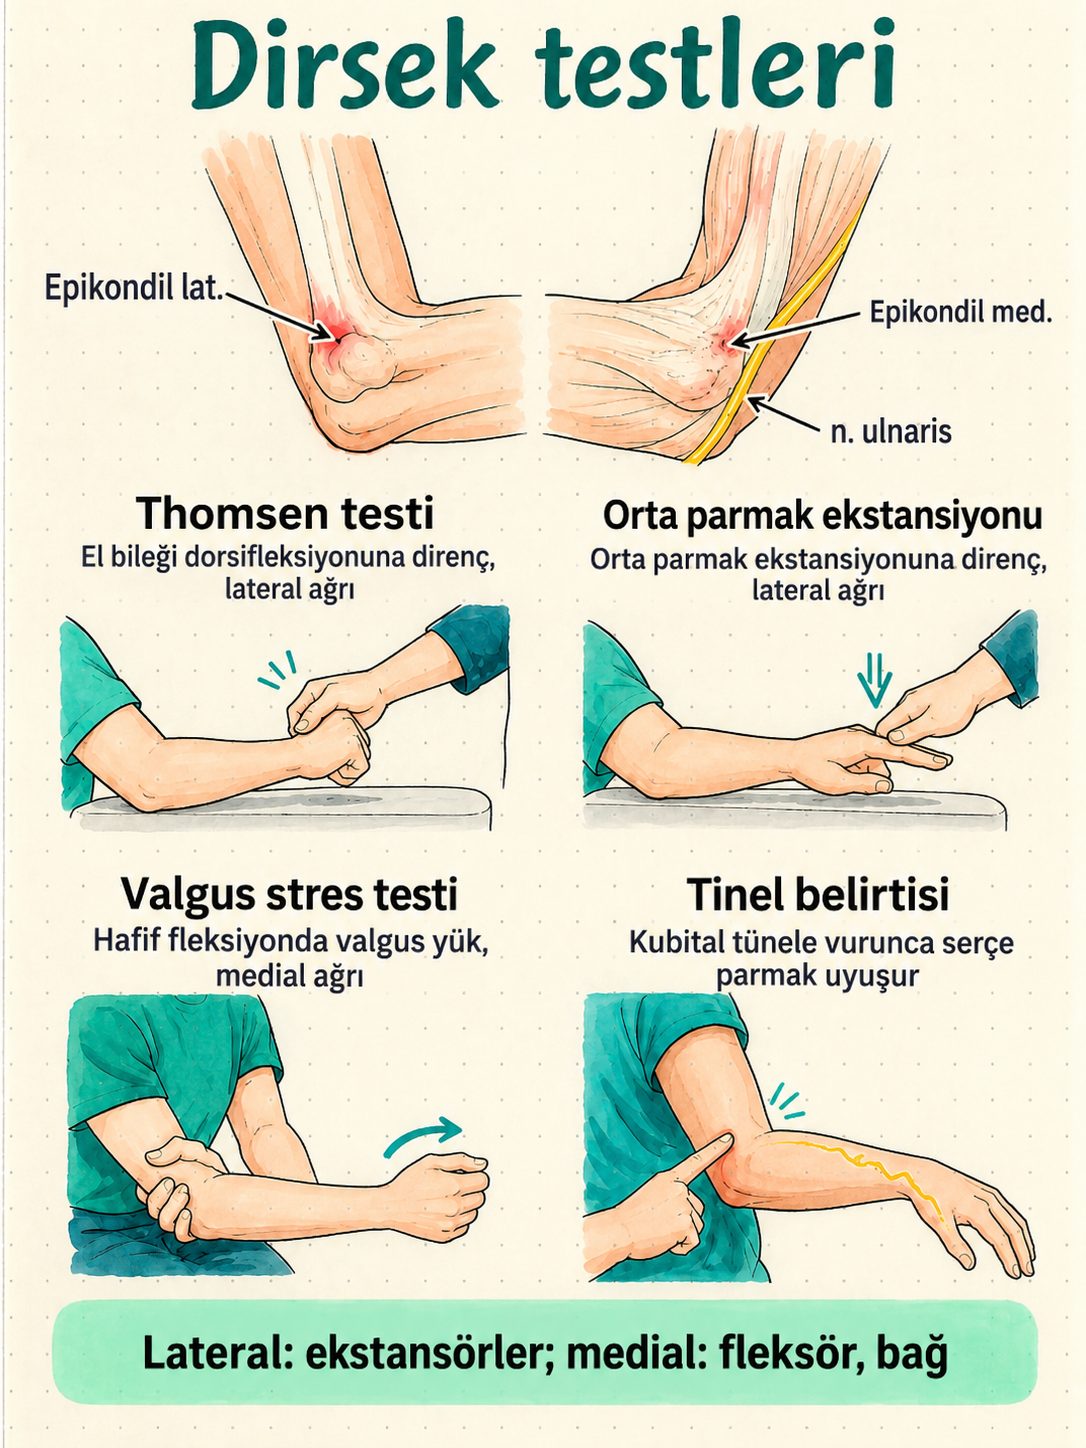 Dirsek testleri
Epikondil lat.
Epikondil med.
n. ulnaris
Thomsen testi
El bileği dorsifleksiyonuna direnç,
lateral ağrı
Orta parmak ekstansiyonu
Orta parmak ekstansiyonuna direnç,
lateral ağrı
Valgus stres testi
Hafif fleksiyonda valgus yük,
medial ağrı
Tinel belirtisi
Kubital tünele vurunca serçe
parmak uyuşur
Lateral: ekstansörler; medial: fleksör, bağ